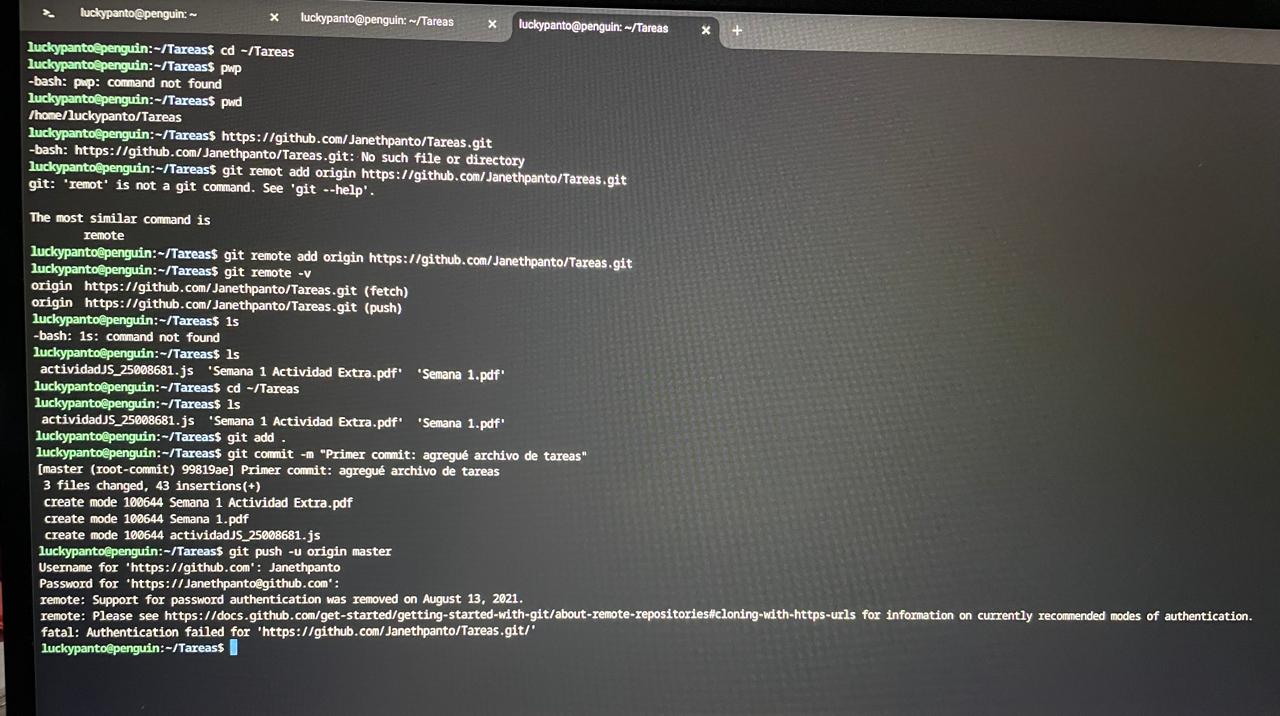 luckypanto@penguin: ~
luckypanto@penguin: ~/Tareas
luckypanto@penguin: ~/Tareas
luckypanto@penguin:~/Tareas$ cd ~/Tareas
luckypanto@penguin:~/Tareas$ pwp
-bash: pwp: command not found
luckypanto@penguin:~/Tareas$ pwd
/home/luckypanto/Tareas
luckypanto@penguin:~/Tareas$ https://github.com/Janethpanto/Tareas.git
-bash: https://github.com/Janethpanto/Tareas.git: No such file or directory
luckypanto@penguin:~/Tareas$ git remot add origin https://github.com/Janethpanto/Tareas.git
git: 'remot' is not a git command. See 'git --help'.
The most similar command is
remote
luckypanto@penguin:~/Tareas$ git remote add origin https://github.com/Janethpanto/Tareas.git
luckypanto@penguin:~/Tareas$ git remote -v
origin  https://github.com/Janethpanto/Tareas.git (fetch)
origin  https://github.com/Janethpanto/Tareas.git (push)
luckypanto@penguin:~/Tareas$ 1s
-bash: 1s: command not found
luckypanto@penguin:~/Tareas$ ls
actividadJS_25008681.js  'Semana 1 Actividad Extra.pdf'  'Semana 1.pdf'
luckypanto@penguin:~/Tareas$ cd ~/Tareas
luckypanto@penguin:~/Tareas$ ls
actividadJS_25008681.js  'Semana 1 Actividad Extra.pdf'  'Semana 1.pdf'
luckypanto@penguin:~/Tareas$ git add .
luckypanto@penguin:~/Tareas$ git commit -m "Primer commit: agregué archivo de tareas"
[master (root-commit) 99819ae] Primer commit: agregué archivo de tareas
3 files changed, 43 insertions(+)
create mode 100644 Semana 1 Actividad Extra.pdf
create mode 100644 Semana 1.pdf
create mode 100644 actividadJS_25008681.js
luckypanto@penguin:~/Tareas$ git push -u origin master
Username for 'https://github.com': Janethpanto
Password for 'https://Janethpanto@github.com':
remote: Support for password authentication was removed on August 13, 2021.
remote: Please see https://docs.github.com/get-started/getting-started-with-git/about-remote-repositories#cloning-with-https-urls for information on currently recommended modes of authentication.
fatal: Authentication failed for 'https://github.com/Janethpanto/Tareas.git/'
luckypanto@penguin:~/Tareas$